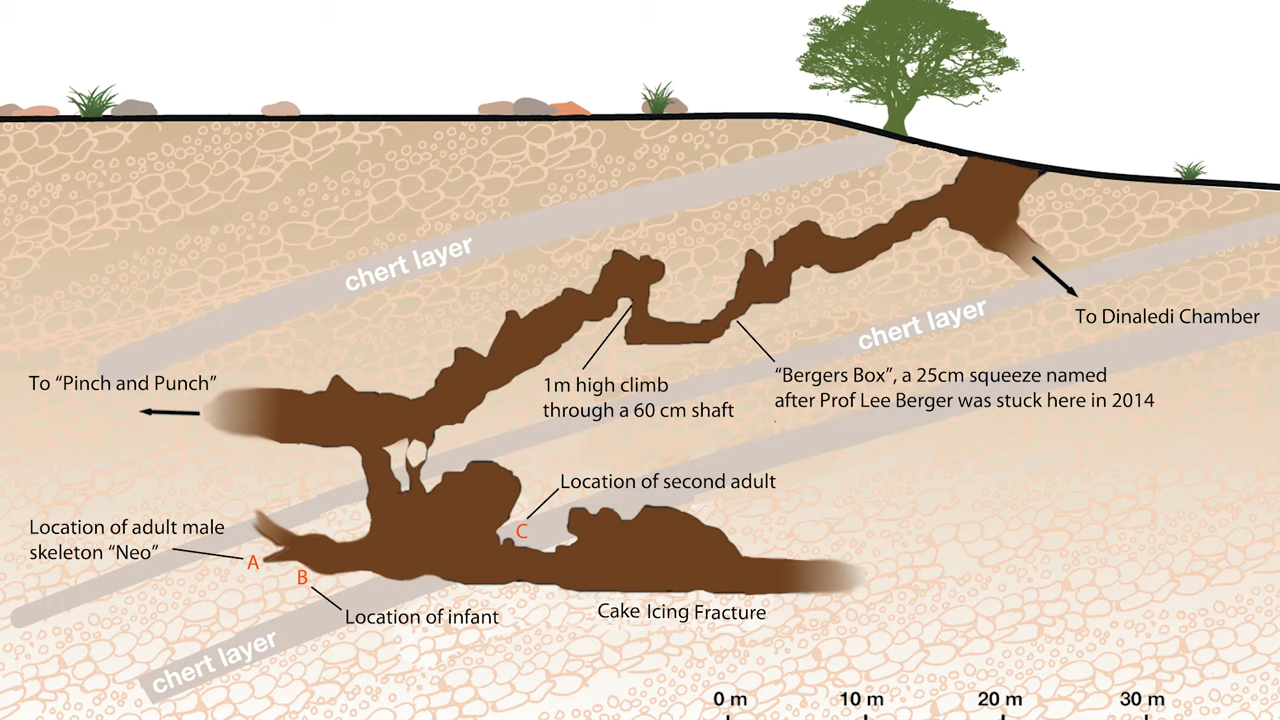 chert layer
chert layer
To Dinaledi Chamber
To “Pinch and Punch”
1m high climb
through a 60 cm shaft
“Bergers Box”, a 25cm squeeze named
after Prof Lee Berger was stuck here in 2014
Location of second adult
C
Location of adult male
skeleton “Neo”
A
B
Location of infant
Cake Icing Fracture
chert layer
0 m 10 m 20 m 30 m